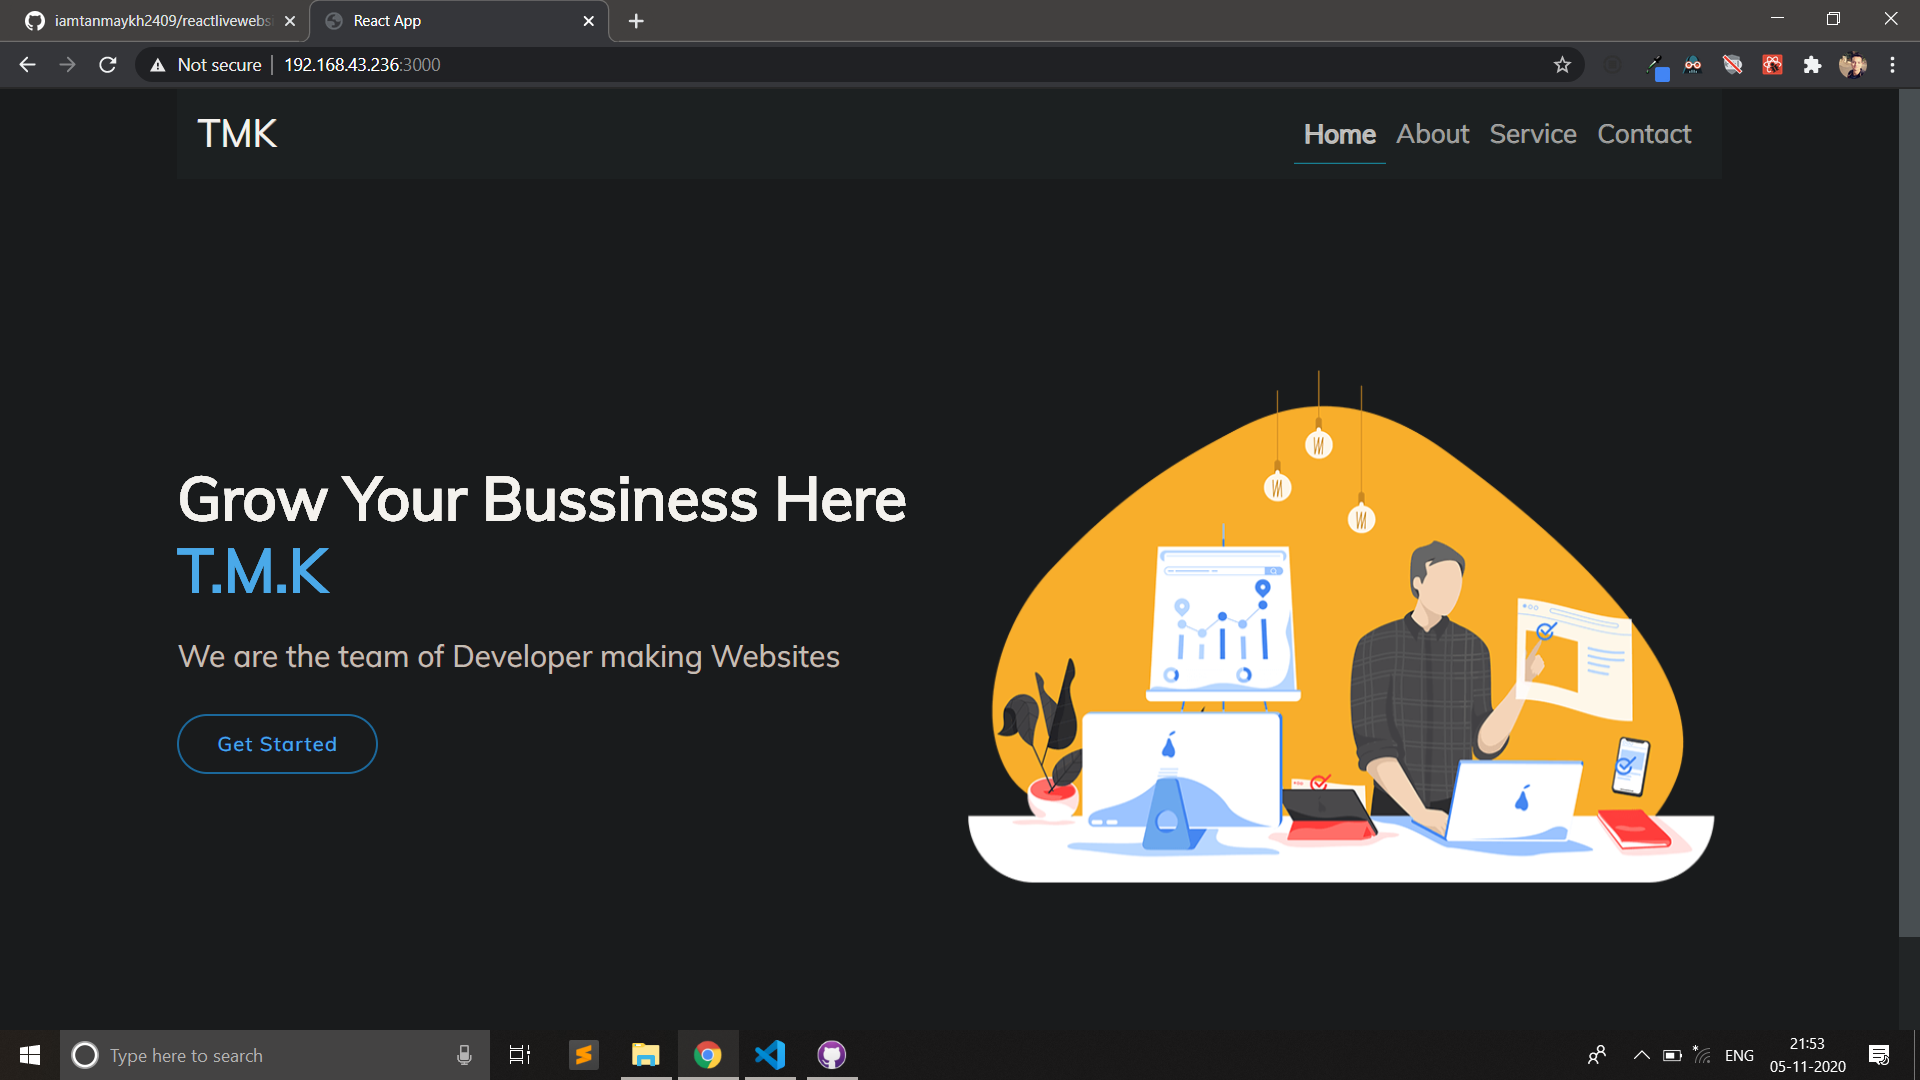 iamtanmaykh2409/reactlivewebs
React App
Not secure
192.168.43.236:3000
TMK
Home
About
Service
Contact
Grow Your Bussiness Here
T.M.K
We are the team of Developer making Websites
Get Started
Type here to search
ENG
21:53
05-11-2020